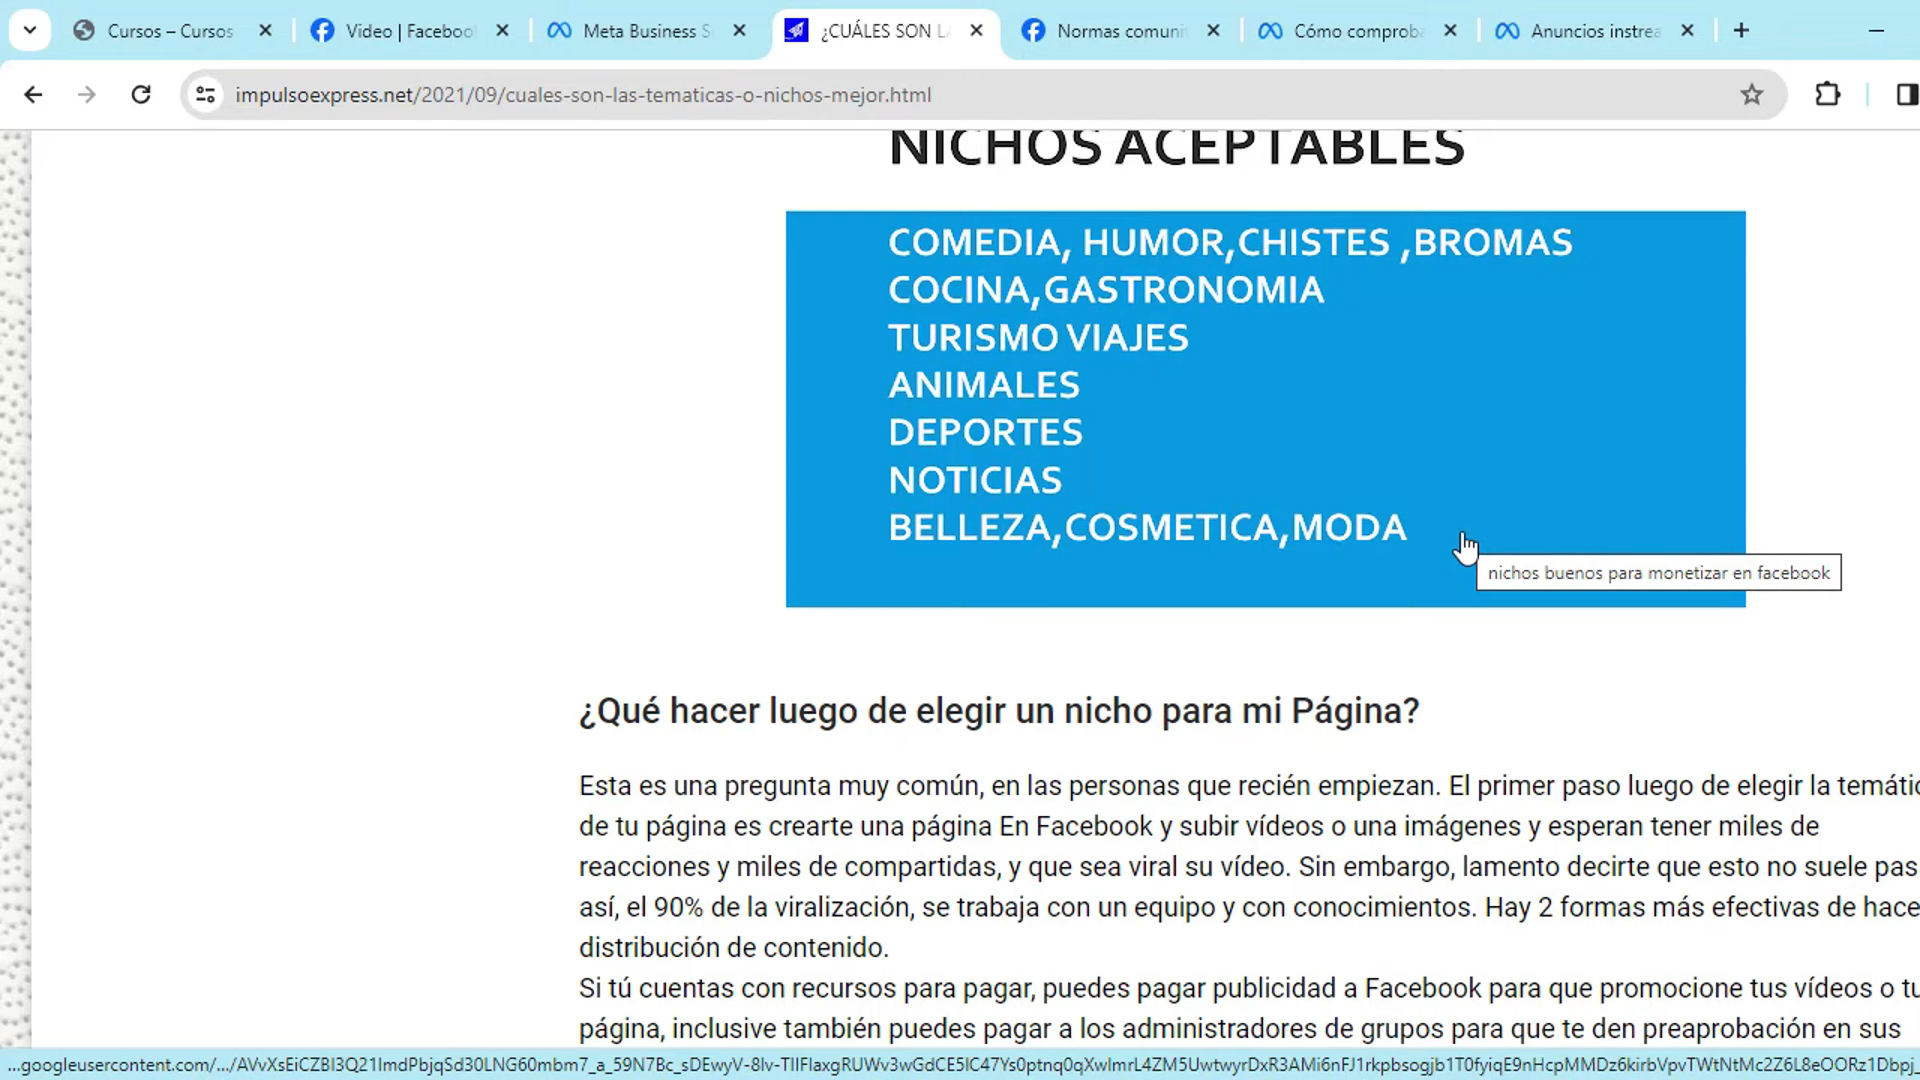 Cursos – Cursos
Video | Faceboo
Meta Business S
¿CUÁLES SON LA
Normas comuni
Cómo comprob
Anuncios instrea
impulsoexpress.net/2021/09/cuales-son-las-tematicas-o-nichos-mejor.html
NICHOS ACEPTABLES
COMEDIA, HUMOR,CHISTES ,BROMAS
COCINA,GASTRONOMIA
TURISMO VIAJES
ANIMALES
DEPORTES
NOTICIAS
BELLEZA,COSMETICA,MODA
nichos buenos para monetizar en facebook
¿Qué hacer luego de elegir un nicho para mi Página?
Esta es una pregunta muy común, en las personas que recién empiezan. El primer paso luego de elegir la temátic
de tu página es crearte una página En Facebook y subir vídeos o una imágenes y esperan tener miles de
reacciones y miles de compartidas, y que sea viral su vídeo. Sin embargo, lamento decirte que esto no suele pas
así, el 90% de la viralización, se trabaja con un equipo y con conocimientos. Hay 2 formas más efectivas de hace
distribución de contenido.
Si tú cuentas con recursos para pagar, puedes pagar publicidad a Facebook para que promocione tus vídeos o tu
página, inclusive también puedes pagar a los administradores de grupos para que te den preaprobación en sus